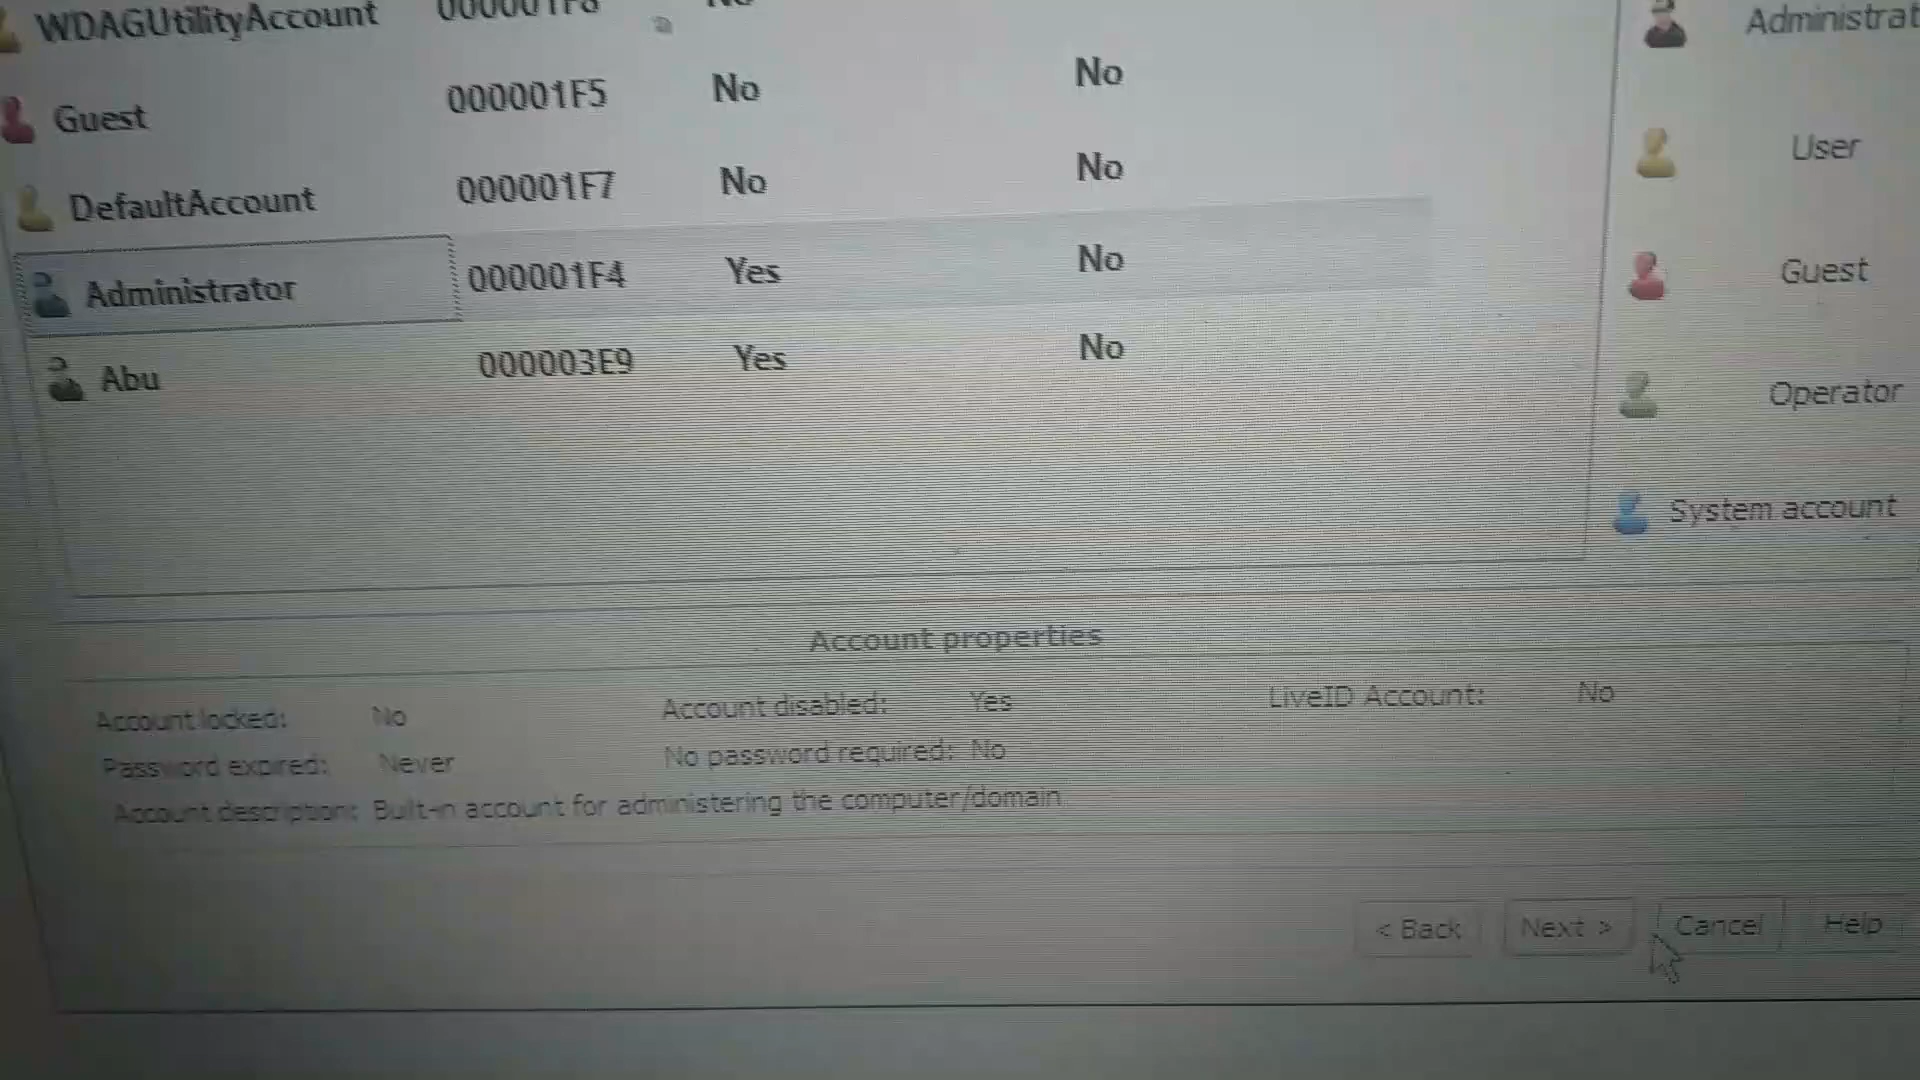 WDAGUtilityAccount 000001F8 No
Guest 000001F5 No No
DefaultAccount 000001F7 No No
Administrator 000001F4 Yes No
Abu 000003E9 Yes No
Administrat
User
Guest
Operator
System account
Account properties
Account locked: No Account disabled: Yes LiveID Account: No
Password expired: Never No password required: No
Account description: Built-in account for administering the computer/domain
< Back Next > Cancel Help